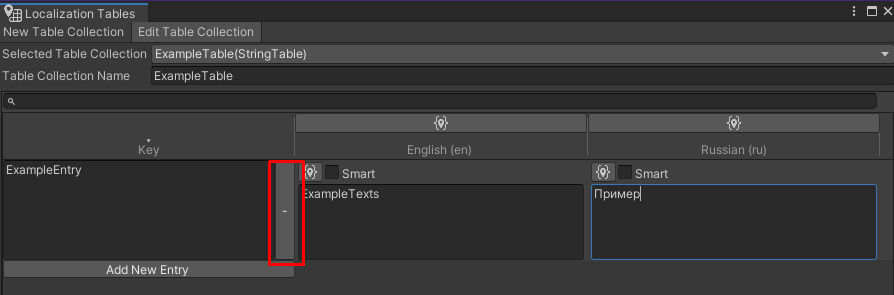 Localization Tables
New Table Collection Edit Table Collection
Selected Table Collection ExampleTable(StringTable)
Table Collection Name ExampleTable
Key English (en) Russian (ru)
ExampleEntry - Smart Smart
ExampleTexts Пример
Add New Entry